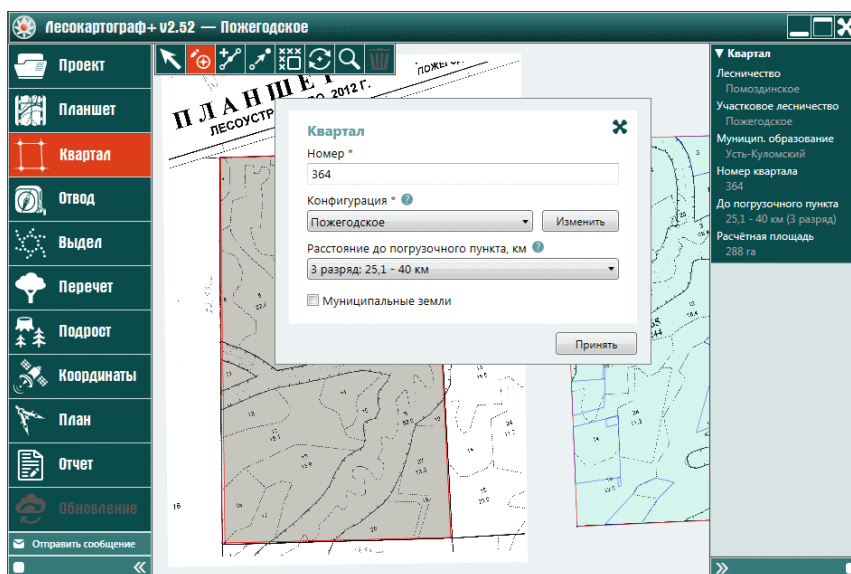 Лесокартограф+ v2.52 — Пожегодское
Проект
Планшет
Квартал
Отвод
Выдел
Перечет
Подрост
Координаты
План
Отчет
Обновление
Отправить сообщение
ПЛАНШЕТ
2012 Г.
Квартал
Номер *
364
Конфигурация *
Пожегодское
Изменить
Расстояние до погрузочного пункта, км
3 разряд: 25,1 - 40 км
Муниципальные земли
Принять
▼ Квартал
Лесничество
Помоздинское
Участковое лесничество
Пожегодское
Муницип. образование
Усть-Куломский
Номер квартала
364
До погрузочного пункта
25,1 - 40 км (3 разряд)
Расчётная площадь
288 га